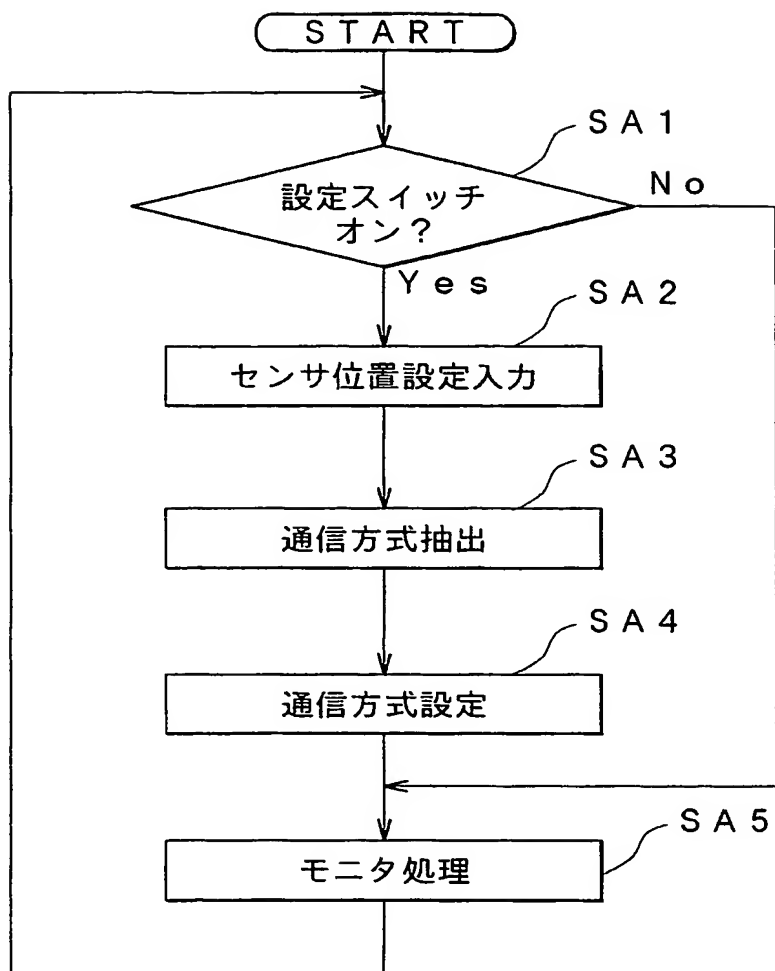 START
SA1
設定スイッチ
オン？
No
Yes
SA2
センサ位置設定入力
SA3
通信方式抽出
SA4
通信方式設定
SA5
モニタ処理